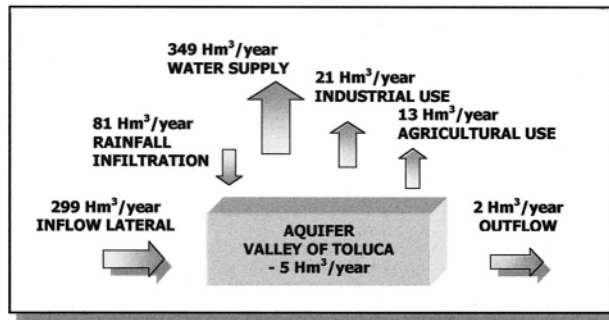 349 Hm³/year
WATER SUPPLY
21 Hm³/year
INDUSTRIAL USE
13 Hm³/year
AGRICULTURAL USE
81 Hm³/year
RAINFALL
INFILTRATION
299 Hm³/year
INFLOW LATERAL
AQUIFER
VALLEY OF TOLUCA
- 5 Hm³/year
2 Hm³/year
OUTFLOW